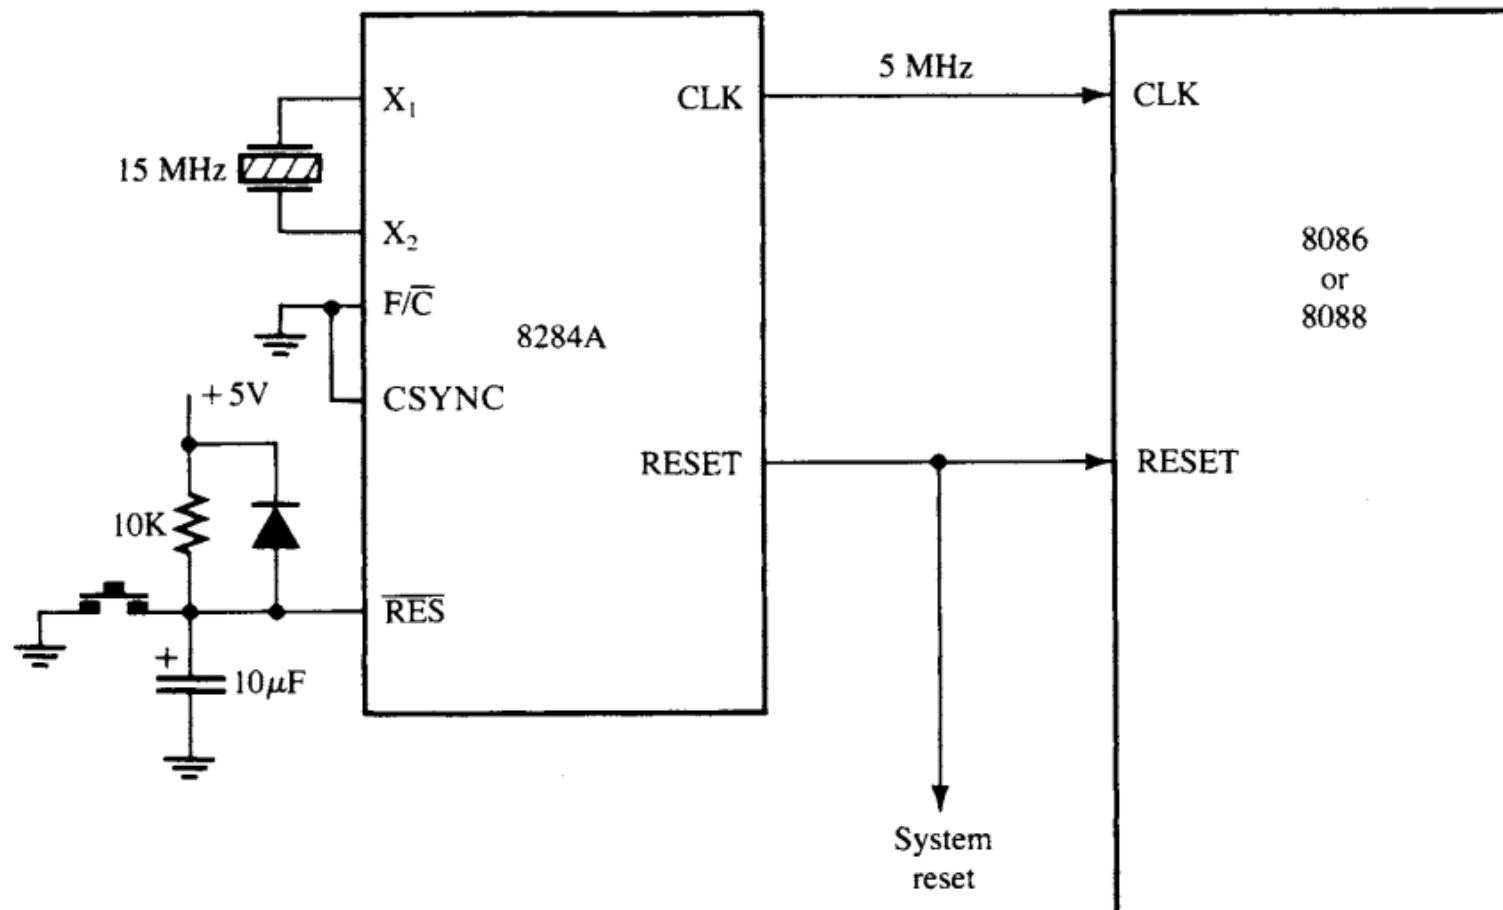 5 MHz
X₁
CLK
CLK
15 MHz
X₂
8086
or
8088
F/C̅
8284A
+5V
CSYNC
RESET
RESET
10K
R̅E̅S̅
+
10μF
System
reset